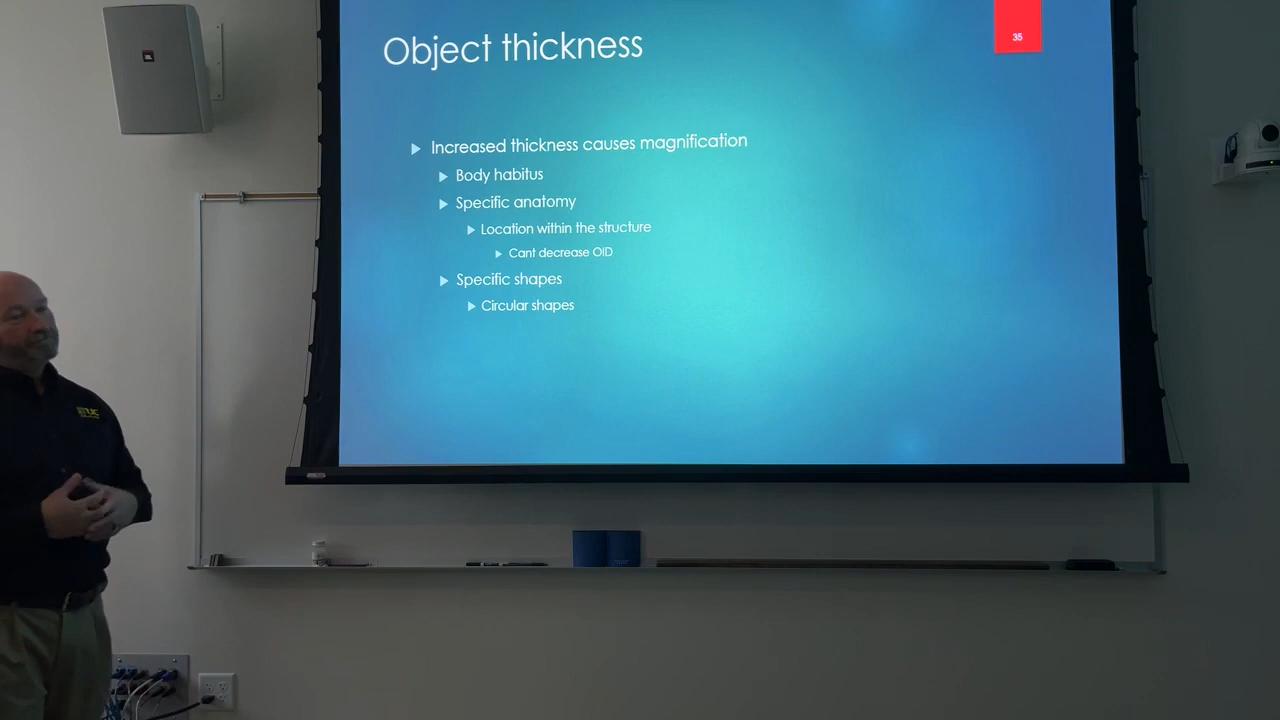 Object thickness
35
Increased thickness causes magnification
Body habitus
Specific anatomy
Location within the structure
Cant decrease OID
Specific shapes
Circular shapes
JBL